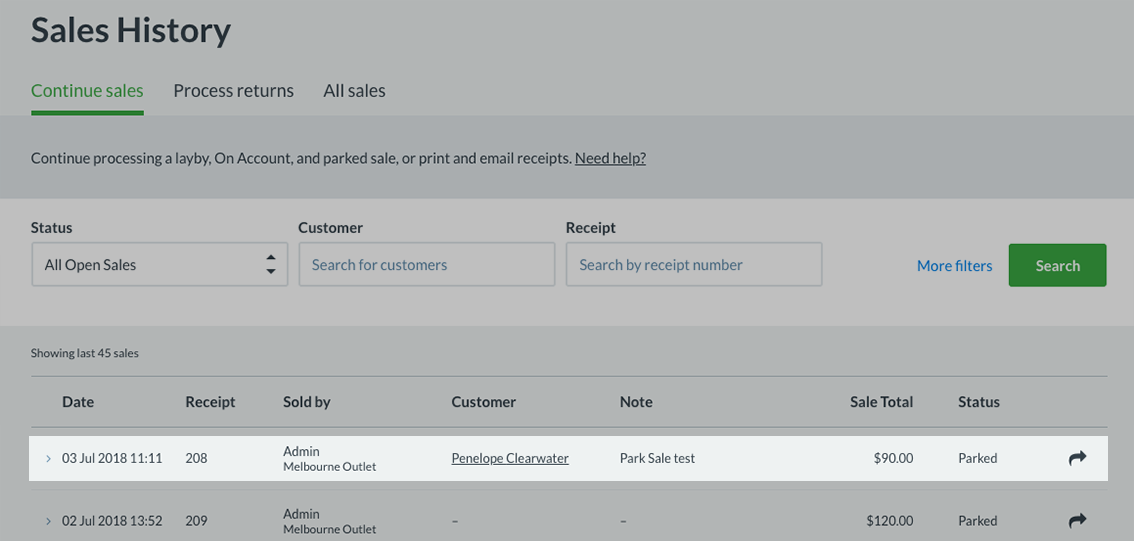 Sales History
Continue sales Process returns All sales
Continue processing a layby, On Account, and parked sale, or print and email receipts. Need help?
Status Customer Receipt
All Open Sales Search for customers Search by receipt number More filters Search
Showing last 45 sales
Date Receipt Sold by Customer Note Sale Total Status
03 Jul 2018 11:11 208 Admin Penelope Clearwater Park Sale test $90.00 Parked
Melbourne Outlet
02 Jul 2018 13:52 209 Admin – – $120.00 Parked
Melbourne Outlet